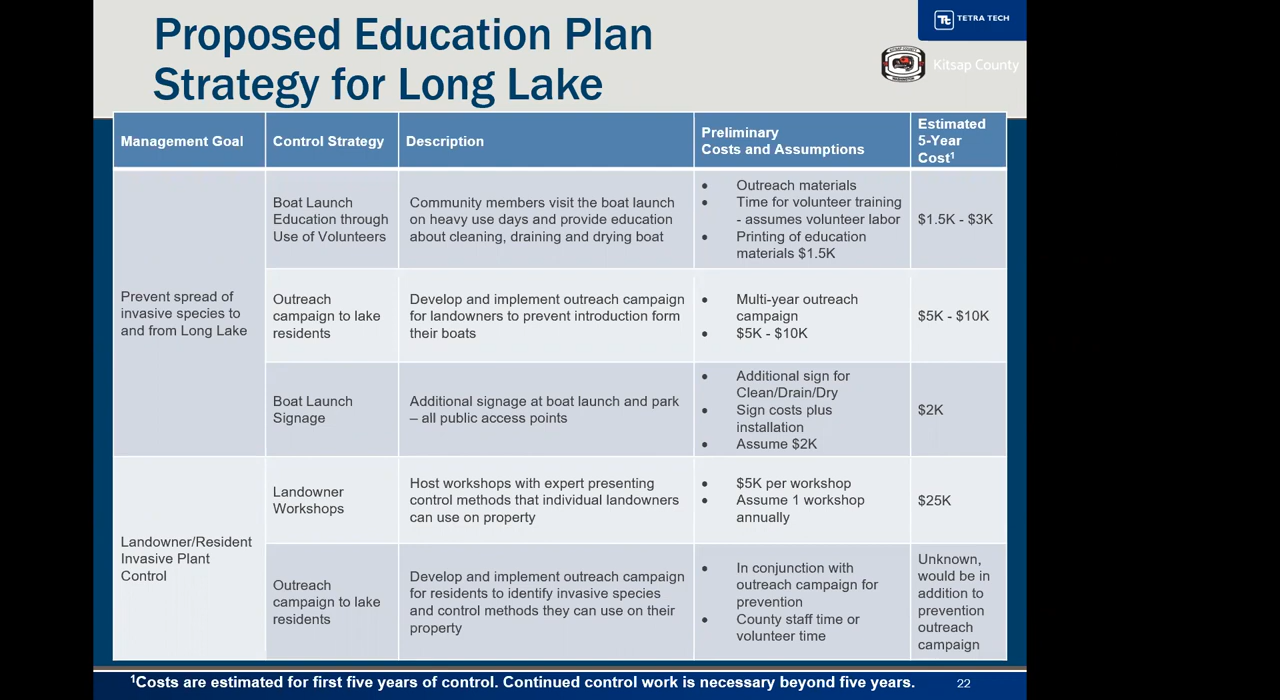 Proposed Education Plan
Strategy for Long Lake
TETRA TECH
Kitsap County
Management Goal
Control Strategy
Description
Preliminary
Costs and Assumptions
Estimated
5-Year
Cost¹
Prevent spread of
invasive species to
and from Long Lake
Boat Launch
Education through
Use of Volunteers
Community members visit the boat launch
on heavy use days and provide education
about cleaning, draining and drying boat
• Outreach materials
• Time for volunteer training
- assumes volunteer labor
• Printing of education
materials $1.5K
$1.5K - $3K
Outreach
campaign to lake
residents
Develop and implement outreach campaign
for landowners to prevent introduction form
their boats
• Multi-year outreach
campaign
• $5K - $10K
$5K - $10K
Boat Launch
Signage
Additional signage at boat launch and park
– all public access points
• Additional sign for
Clean/Drain/Dry
• Sign costs plus
installation
• Assume $2K
$2K
Landowner/Resident
Invasive Plant
Control
Landowner
Workshops
Host workshops with expert presenting
control methods that individual landowners
can use on property
• $5K per workshop
• Assume 1 workshop
annually
$25K
Outreach
campaign to lake
residents
Develop and implement outreach campaign
for residents to identify invasive species
and control methods they can use on their
property
• In conjunction with
outreach campaign for
prevention
• County staff time or
volunteer time
Unknown,
would be in
addition to
prevention
outreach
campaign
¹Costs are estimated for first five years of control. Continued control work is necessary beyond five years.
22